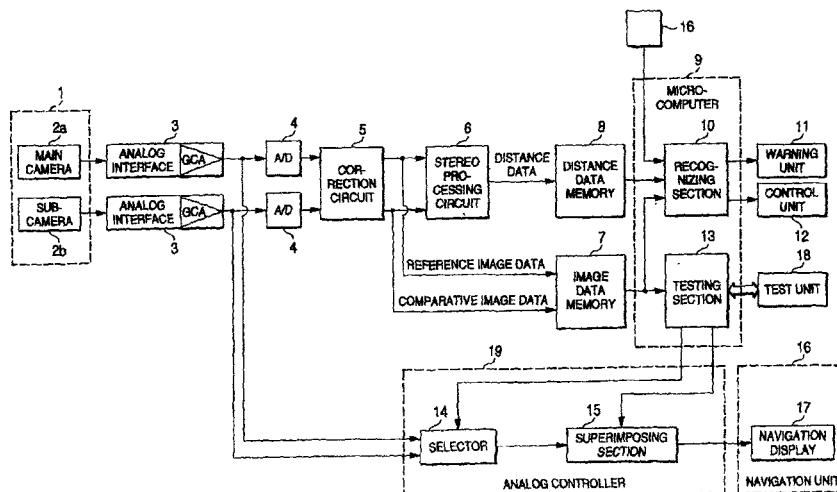 16
9
MICRO-
COMPUTER
1
2a
MAIN
CAMERA
SUB-
CAMERA
2b
3
ANALOG
INTERFACE
GCA
ANALOG
INTERFACE
GCA
3
4
A/D
A/D
4
5
COR-
RECTION
CIRCUIT
6
STEREO
PRO-
CESSING
CIRCUIT
DISTANCE
DATA
8
DISTANCE
DATA
MEMORY
10
RECOG-
NIZING
SECTION
11
WARNING
UNIT
CONTROL
UNIT
12
REFERENCE IMAGE DATA
COMPARATIVE IMAGE DATA
7
IMAGE
DATA
MEMORY
13
TESTING
SECTION
18
TEST UNIT
19
14
SELECTOR
15
SUPERIMPOSING
SECTION
ANALOG CONTROLLER
16
17
NAVIGATION
DISPLAY
NAVIGATION UNIT